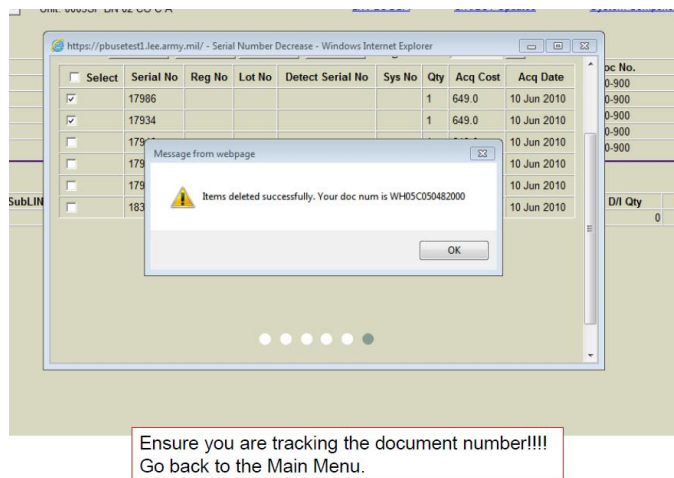 https://pbusetest1.lee.army.mil/ - Serial Number Decrease - Windows Internet Explorer
Select Serial No Reg No Lot No Detect Serial No Sys No Qty Acq Cost Acq Date
17986 1 649.0 10 Jun 2010
17934 1 649.0 10 Jun 2010
10 Jun 2010
10 Jun 2010
10 Jun 2010
10 Jun 2010
Message from webpage
Items deleted successfully. Your doc num is WH05C050482000
OK
oc No.
0-900
0-900
0-900
0-900
0-900
SubLIN
D/I Qty
0
Ensure you are tracking the document number!!!!
Go back to the Main Menu.